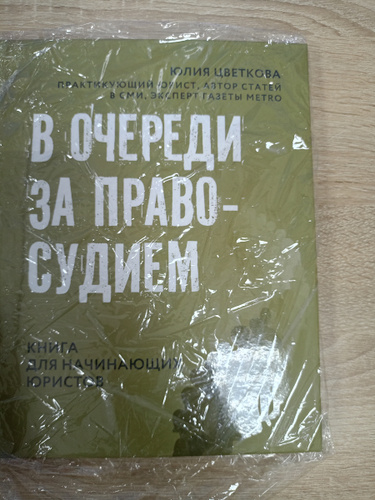 ЮЛИЯ ЦВЕТКОВА
ПРАКТИКУЮЩИЙ ЮРИСТ, АВТОР СТАТЕЙ
В СМИ, ЭКСПЕРТ ГАЗЕТЫ METRO
В ОЧЕРЕДИ
ЗА ПРАВО-
СУДИЕМ
КНИГА
ДЛЯ НАЧИНАЮЩИХ
ЮРИСТОВ